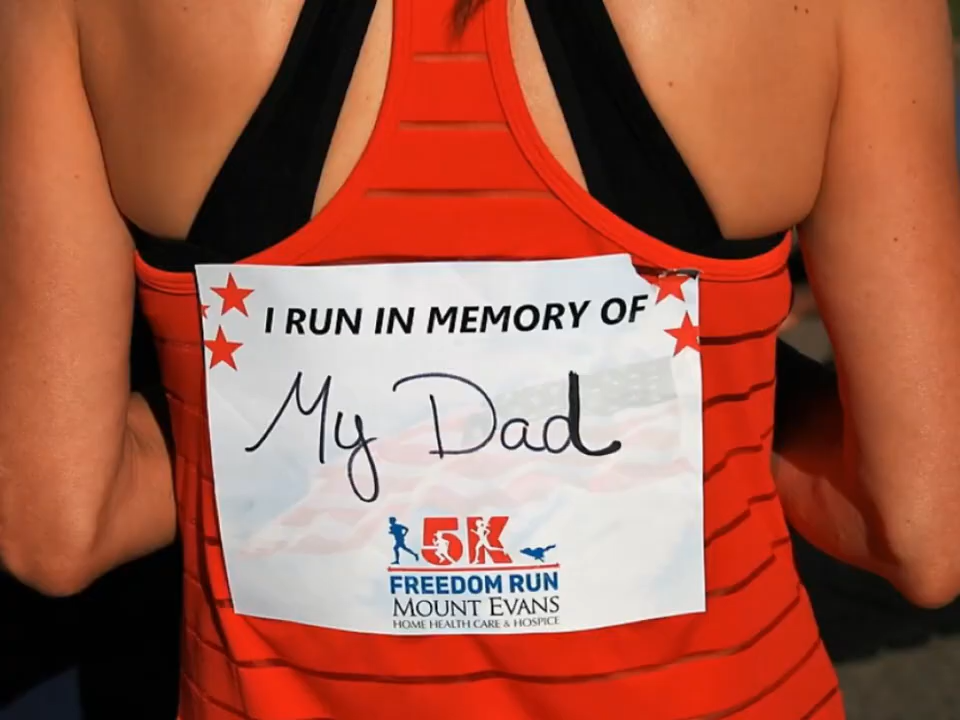 I RUN IN MEMORY OF
My Dad
5K
FREEDOM RUN
MOUNT EVANS
HOME HEALTH CARE & HOSPICE